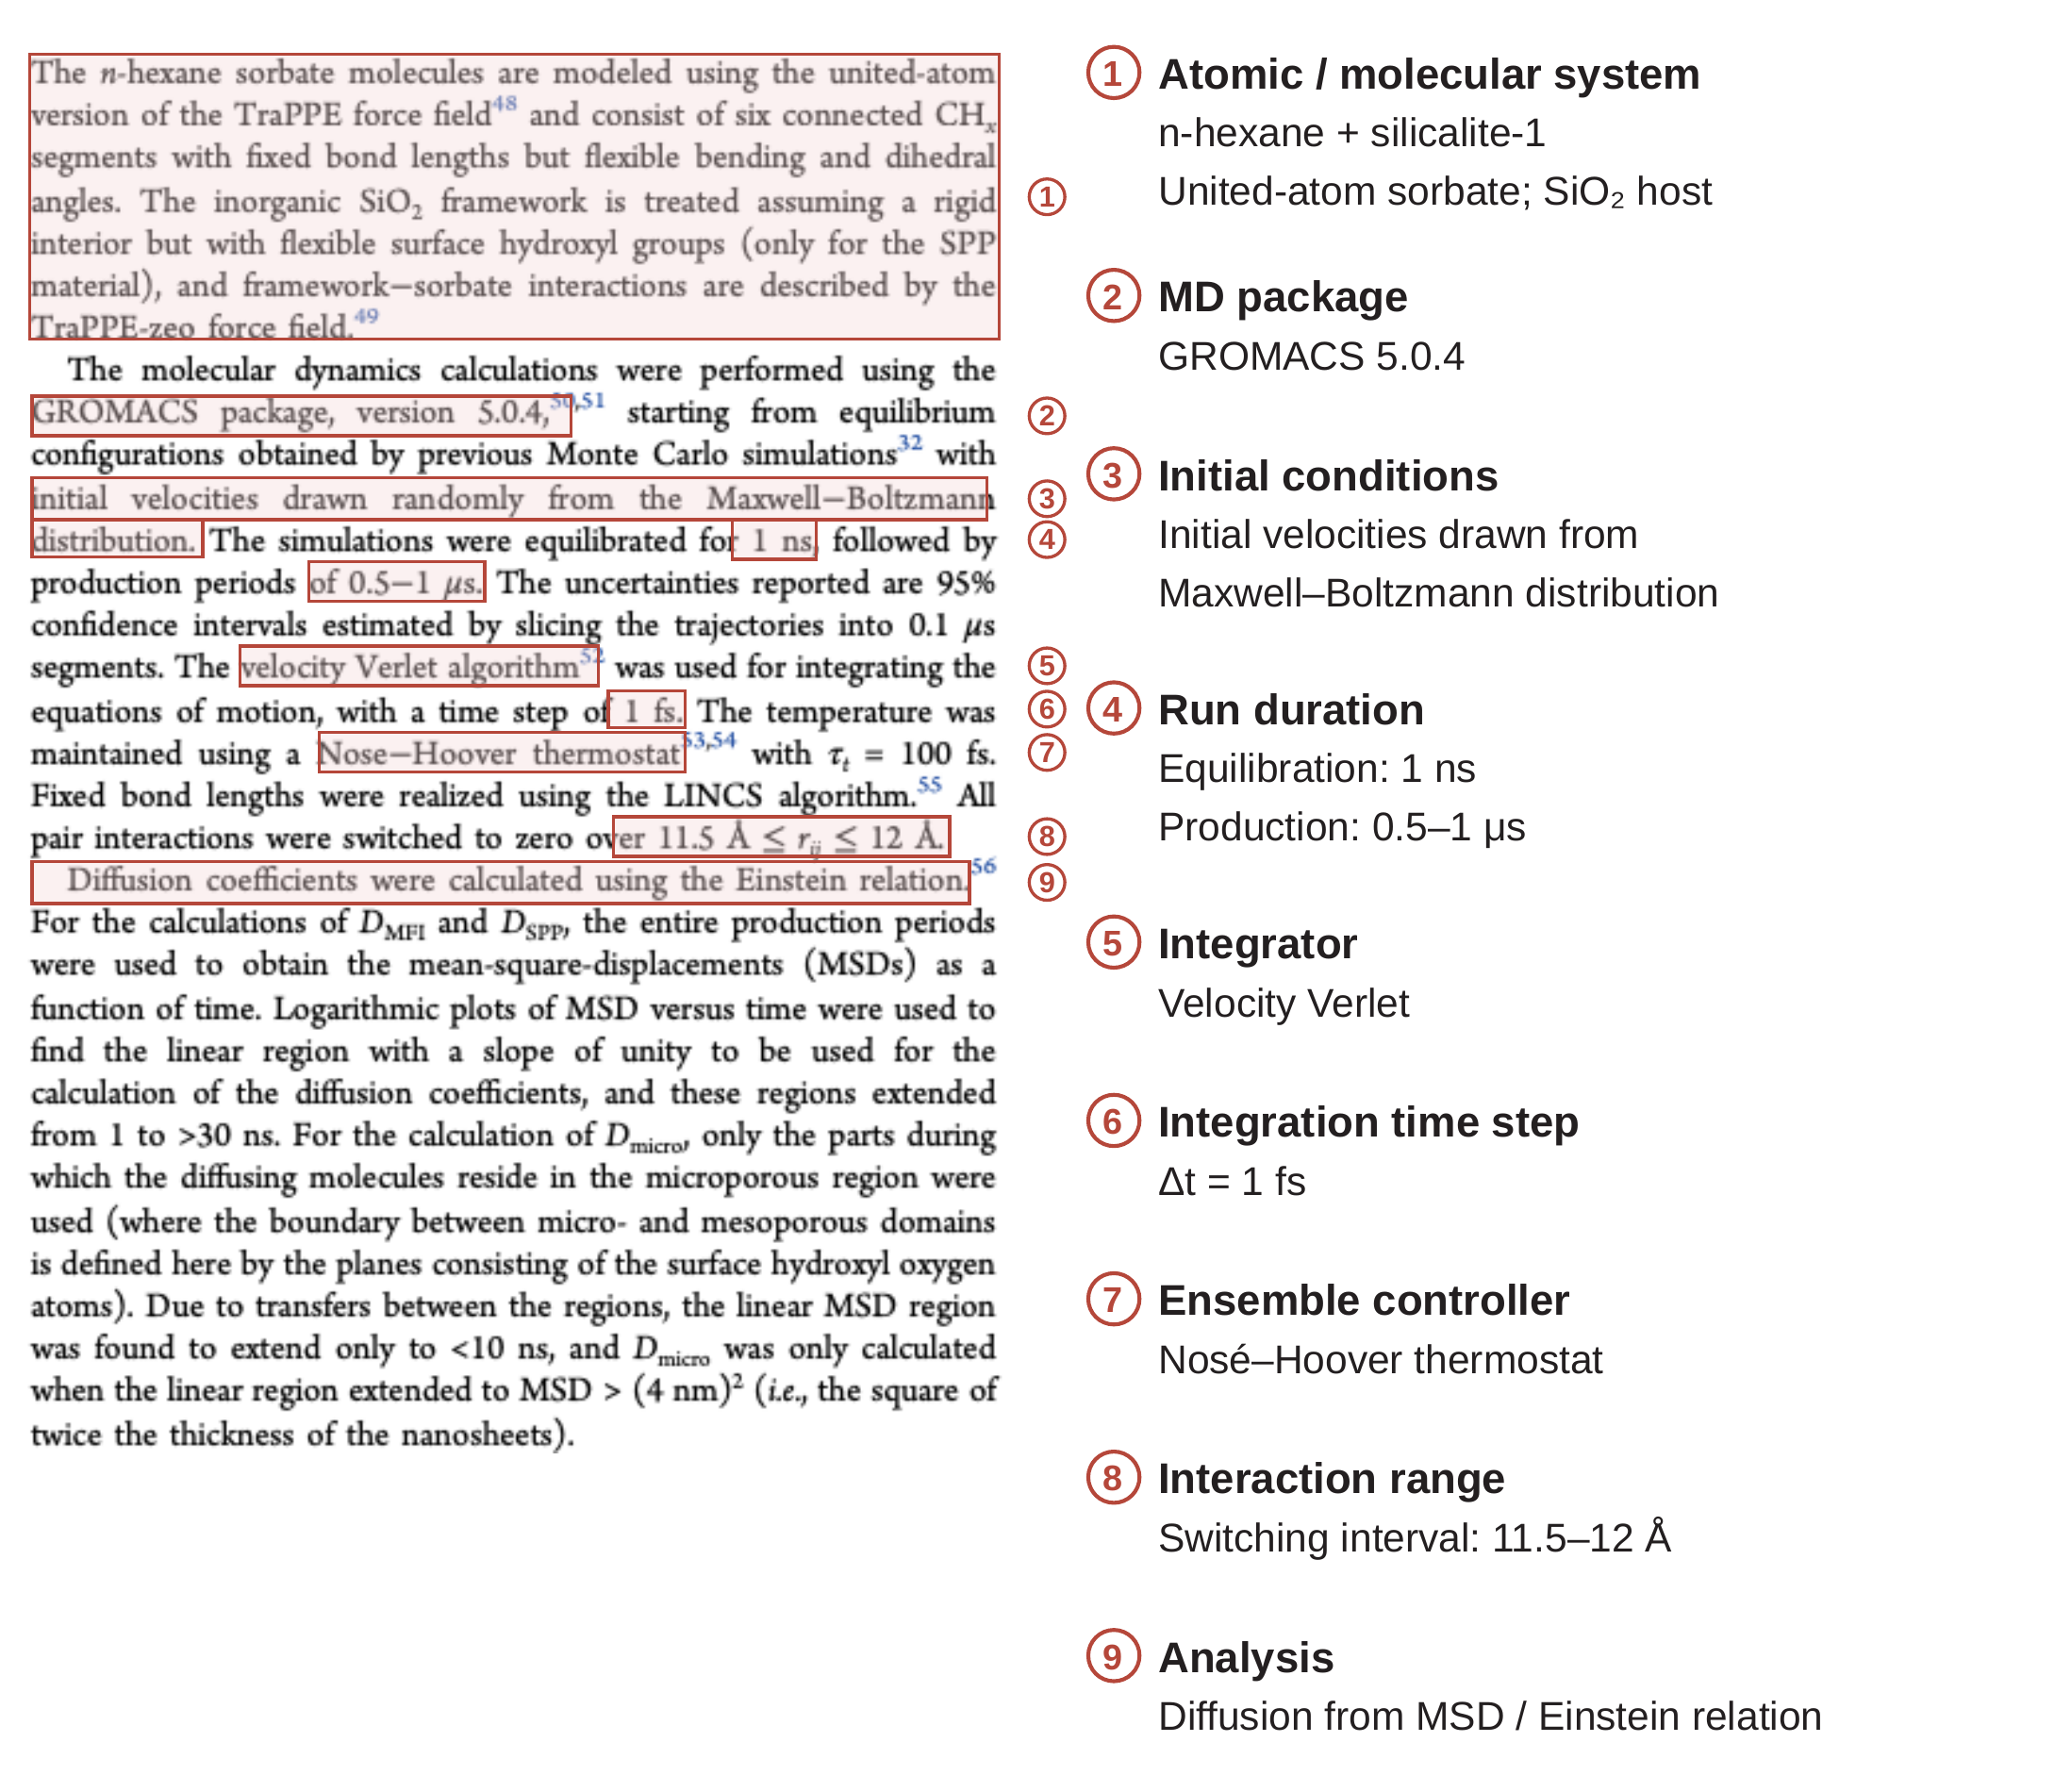 The n-hexane sorbate molecules are modeled using the united-atom
version of the TraPPE force field48 and consist of six connected CHx
segments with fixed bond lengths but flexible bending and dihedral
angles. The inorganic SiO2 framework is treated assuming a rigid
interior but with flexible surface hydroxyl groups (only for the SPP
material), and framework–sorbate interactions are described by the
TraPPE-zeo force field.49
The molecular dynamics calculations were performed using the
GROMACS package, version 5.0.4,50,51 starting from equilibrium
configurations obtained by previous Monte Carlo simulations32 with
initial velocities drawn randomly from the Maxwell–Boltzmann
distribution. The simulations were equilibrated for 1 ns, followed by
production periods of 0.5–1 μs. The uncertainties reported are 95%
confidence intervals estimated by slicing the trajectories into 0.1 μs
segments. The velocity Verlet algorithm52 was used for integrating the
equations of motion, with a time step of 1 fs. The temperature was
maintained using a Nose–Hoover thermostat53,54 with τt = 100 fs.
Fixed bond lengths were realized using the LINCS algorithm.55 All
pair interactions were switched to zero over 11.5 Å ≤ rij ≤ 12 Å.
Diffusion coefficients were calculated using the Einstein relation.56
For the calculations of DMFI and DSPP, the entire production periods
were used to obtain the mean-square-displacements (MSDs) as a
function of time. Logarithmic plots of MSD versus time were used to
find the linear region with a slope of unity to be used for the
calculation of the diffusion coefficients, and these regions extended
from 1 to >30 ns. For the calculation of Dmicro, only the parts during
which the diffusing molecules reside in the microporous region were
used (where the boundary between micro- and mesoporous domains
is defined here by the planes consisting of the surface hydroxyl oxygen
atoms). Due to transfers between the regions, the linear MSD region
was found to extend only to <10 ns, and Dmicro was only calculated
when the linear region extended to MSD > (4 nm)² (i.e., the square of
twice the thickness of the nanosheets).
1
2
3
4
5
6
7
8
9
1 Atomic / molecular system
n-hexane + silicalite-1
United-atom sorbate; SiO₂ host
2 MD package
GROMACS 5.0.4
3 Initial conditions
Initial velocities drawn from
Maxwell–Boltzmann distribution
4 Run duration
Equilibration: 1 ns
Production: 0.5–1 μs
5 Integrator
Velocity Verlet
6 Integration time step
Δt = 1 fs
7 Ensemble controller
Nosé–Hoover thermostat
8 Interaction range
Switching interval: 11.5–12 Å
9 Analysis
Diffusion from MSD / Einstein relation